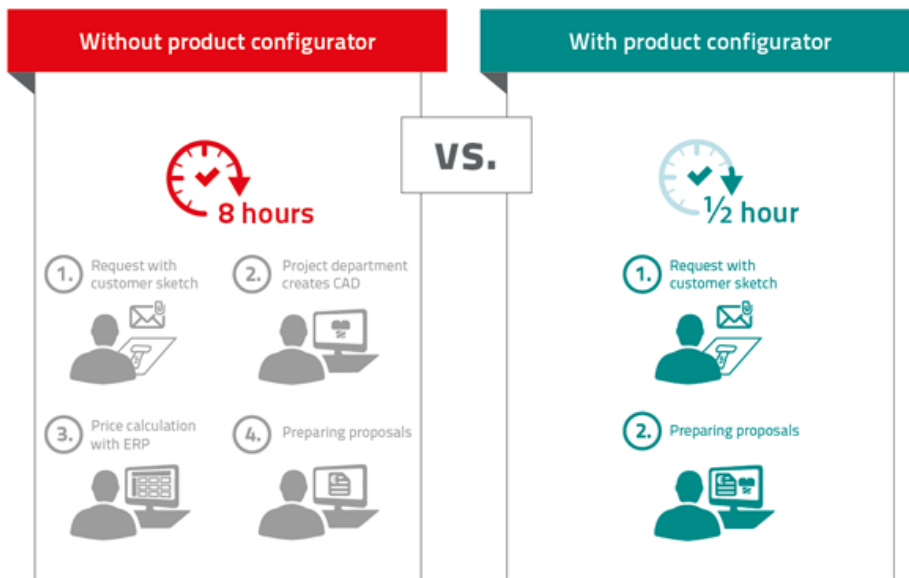 Without product configurator
With product configurator
vs.
8 hours
½ hour
1.
Request with
customer sketch
2.
Project department
creates CAD
1.
Request with
customer sketch
3.
Price calculation
with ERP
4.
Preparing proposals
2.
Preparing proposals